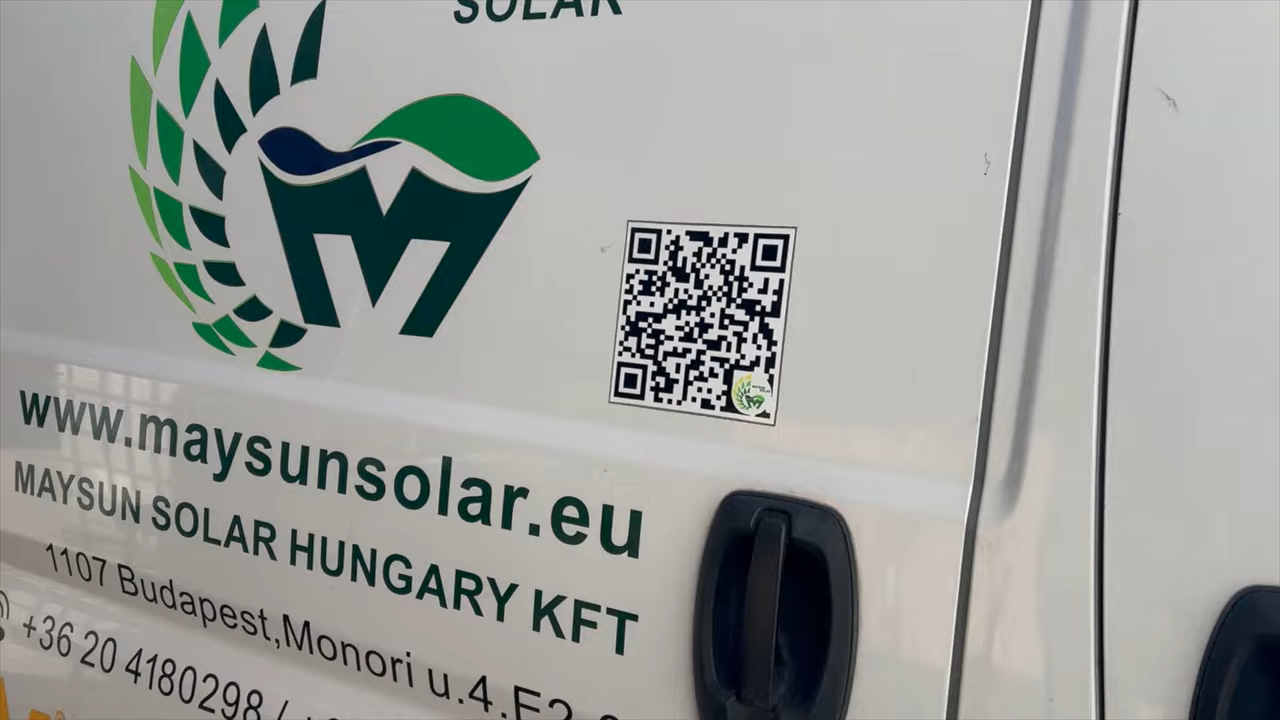 SOLAR
M
www.maysunsolar.eu
MAYSUN SOLAR HUNGARY KFT
1107 Budapest,Monori u.4.
+36 20 4180298 /